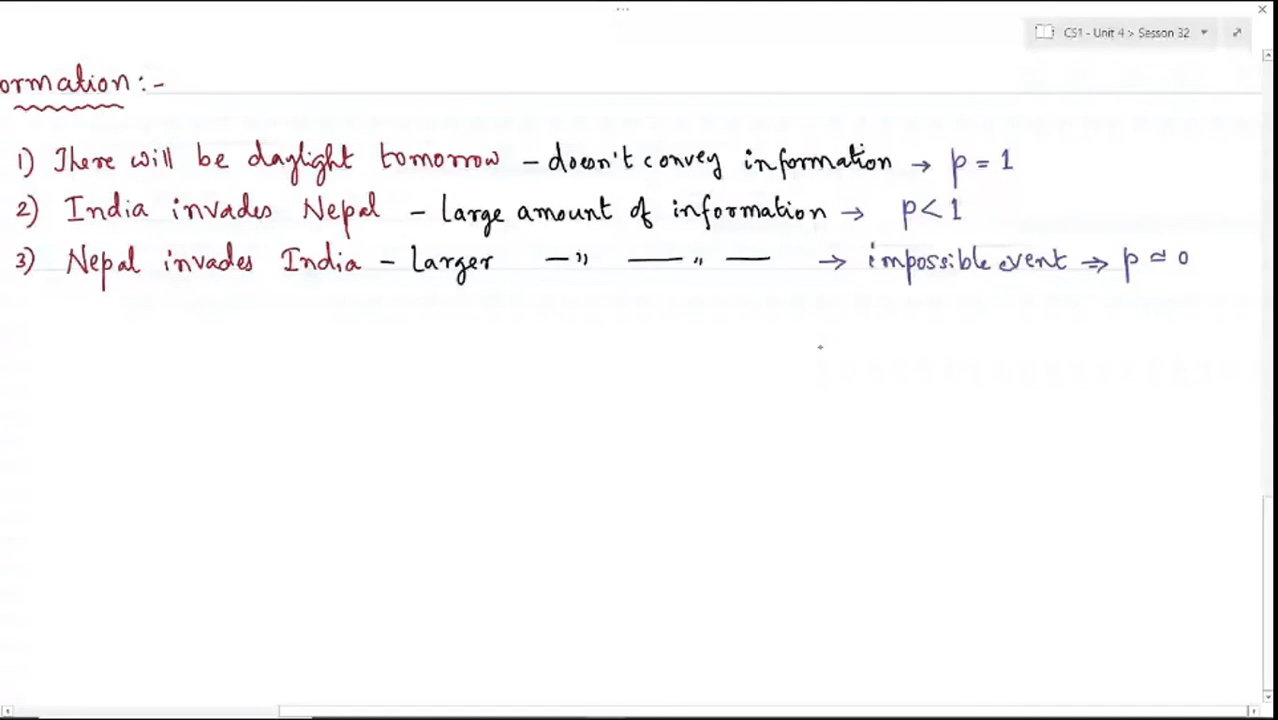 CS1 - Unit 4 > Sesson 32
ormation :-
1) There will be daylight tomorrow - doesn't convey information → p = 1
2) India invades Nepal - Large amount of information → p < 1
3) Nepal invades India - Larger —〃 —〃— → impossible event ⇒ p ≈ 0